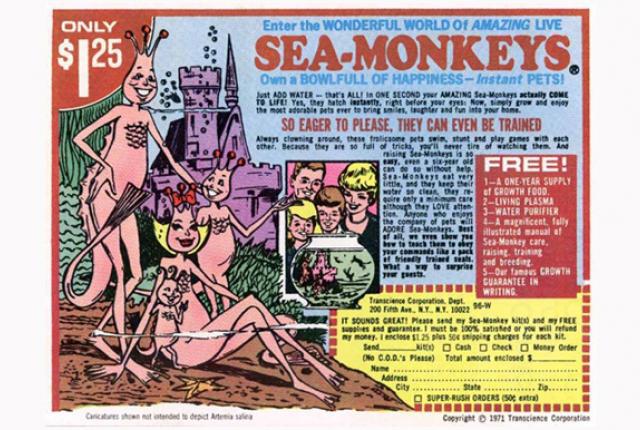 ONLY
$1 25
Enter the WONDERFUL WORLD OF AMAZING LIVE
SEA-MONKEYS®
Own a BOWLFULL OF HAPPINESS — Instant PETS!
Just ADD WATER — that's ALL! In ONE SECOND your AMAZING Sea-Monkeys actually COME
TO LIFE! Yes, they hatch instantly, right before your eyes. Now, simply grow and enjoy
the most adorable pets ever to bring smiles, laughter and fun into your home.
SO EAGER TO PLEASE, THEY CAN EVEN BE TRAINED
Always clowning around, these frolicsome pets swim, stunt and play games with each
other. Because they are so full of tricks, you'll never tire of watching them. And
raising Sea-Monkeys is so
easy, even a six-year old
can do so without help.
Sea-Monkeys eat very
little, and they keep their
water so clean, they re-
quire only a minimum care
although they LOVE atten-
tion. Anyone who enjoys
the company of pets will
ADORE Sea-Monkeys. Best
of all, we even show you
how to teach them to obey
your commands like a pack
of friendly trained seals.
What a way to surprise
your guests.
FREE!
1—A ONE-YEAR SUPPLY
of GROWTH FOOD.
2—LIVING PLASMA
3—WATER PURIFIER
4—A magnificent, fully
illustrated manual of
Sea-Monkey care,
raising, training
and breeding.
5—Our famous GROWTH
GUARANTEE IN
WRITING.
Transcience Corporation, Dept. 96-W
200 Fifth Ave., N.Y., N.Y. 10022
IT SOUNDS GREAT! Please send my Sea-Monkey kit(s) and my FREE
supplies and guarantee. I must be 100% satisfied or you will refund
my money. I enclose $1.25 plus 50¢ shipping charges for each kit.
Send kit(s) Cash Check Money Order
(No C.O.D.'s Please) Total amount enclosed $
Name
Address
City State Zip
SUPER-RUSH ORDERS (50¢ extra)
Caricatures shown not intended to depict Artemia salina
Copyright © 1971 Transcience Corporation